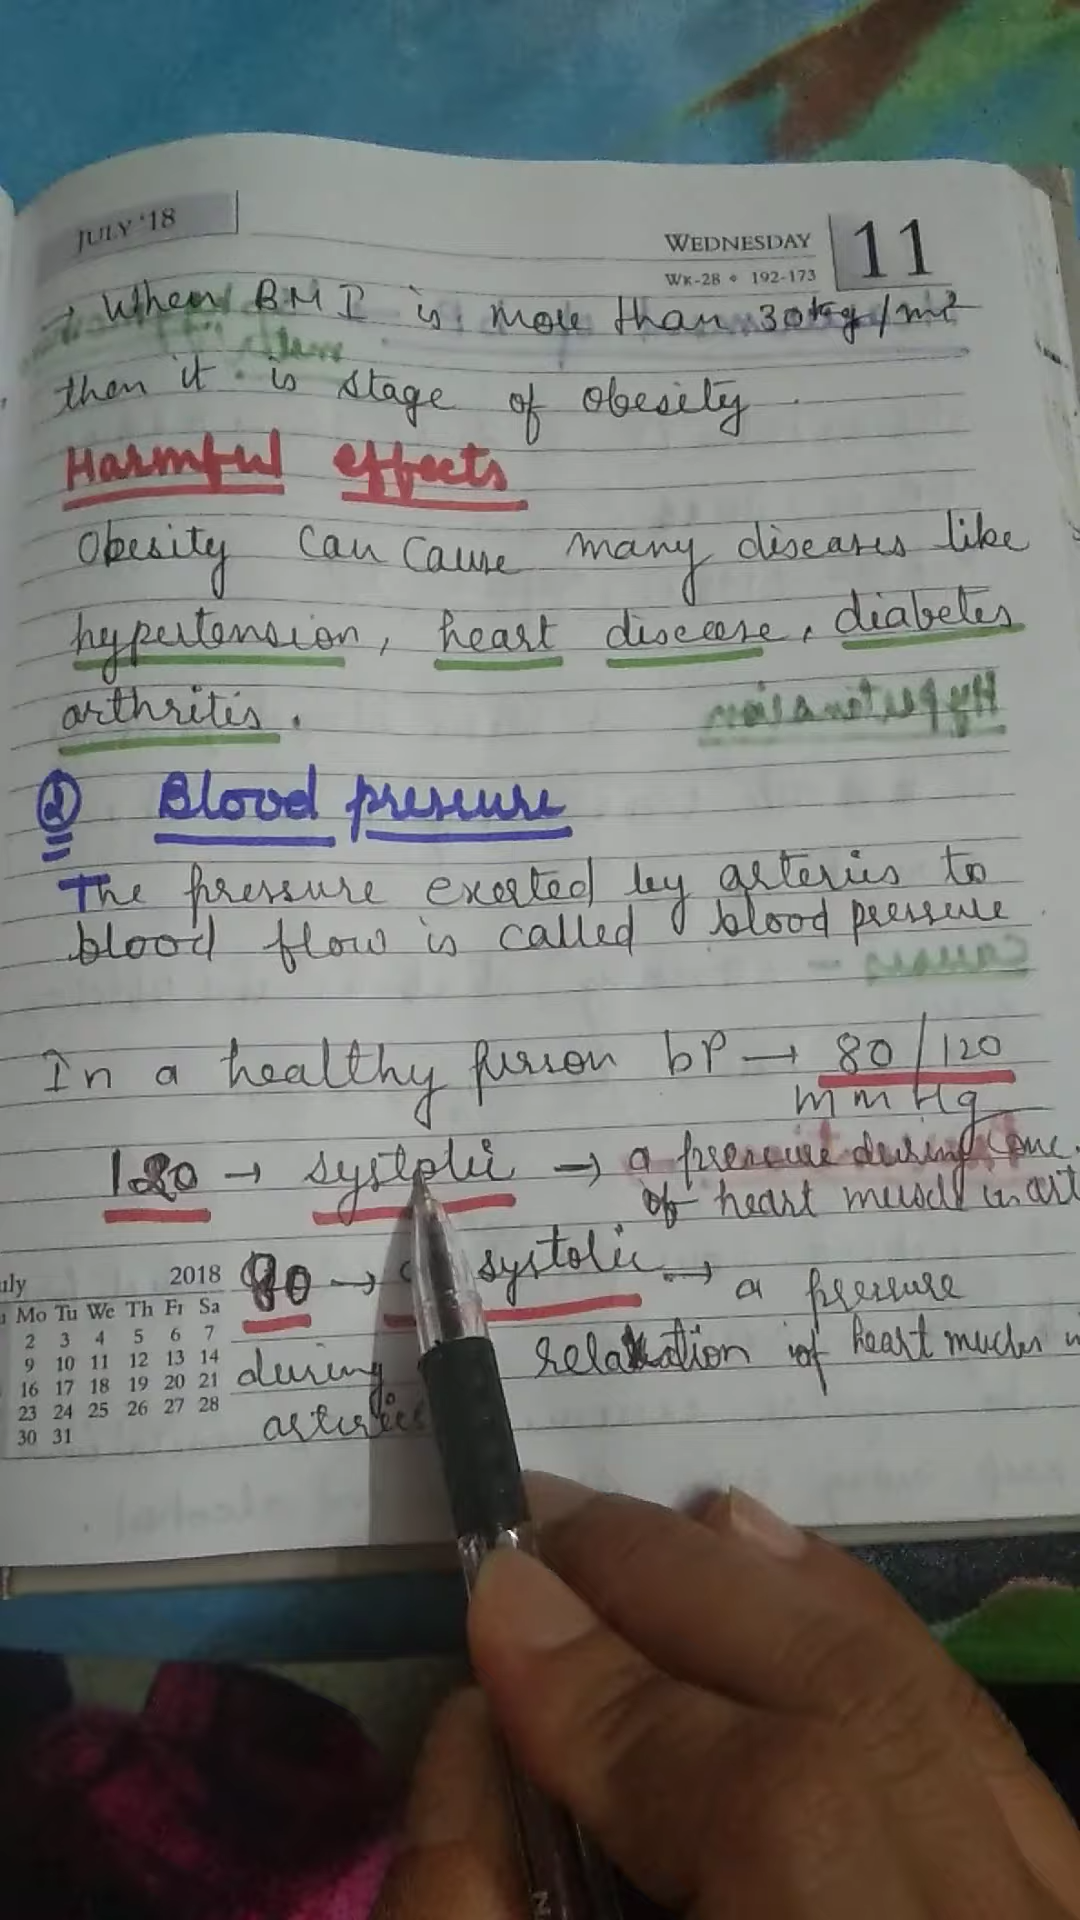 JULY '18
WEDNESDAY 11
WK-28 • 192-173
→ When BMI is more than 30kg/m²
then it is stage of obesity
Harmful effects
Obesity can cause many diseases like
hypertension, heart disease, diabetes
arthritis.
② Blood pressure
The pressure exerted by arteries to
blood flow is called blood pressure
In a healthy person bP → 80/120
mmHg
120 → systolic → a pressure during
of heart muscle in
80 → systolic → a pressure
during relaxation of heart muscles
arteries
2018
Mo Tu We Th Fr Sa
2 3 4 5 6 7
9 10 11 12 13 14
16 17 18 19 20 21
23 24 25 26 27 28
30 31